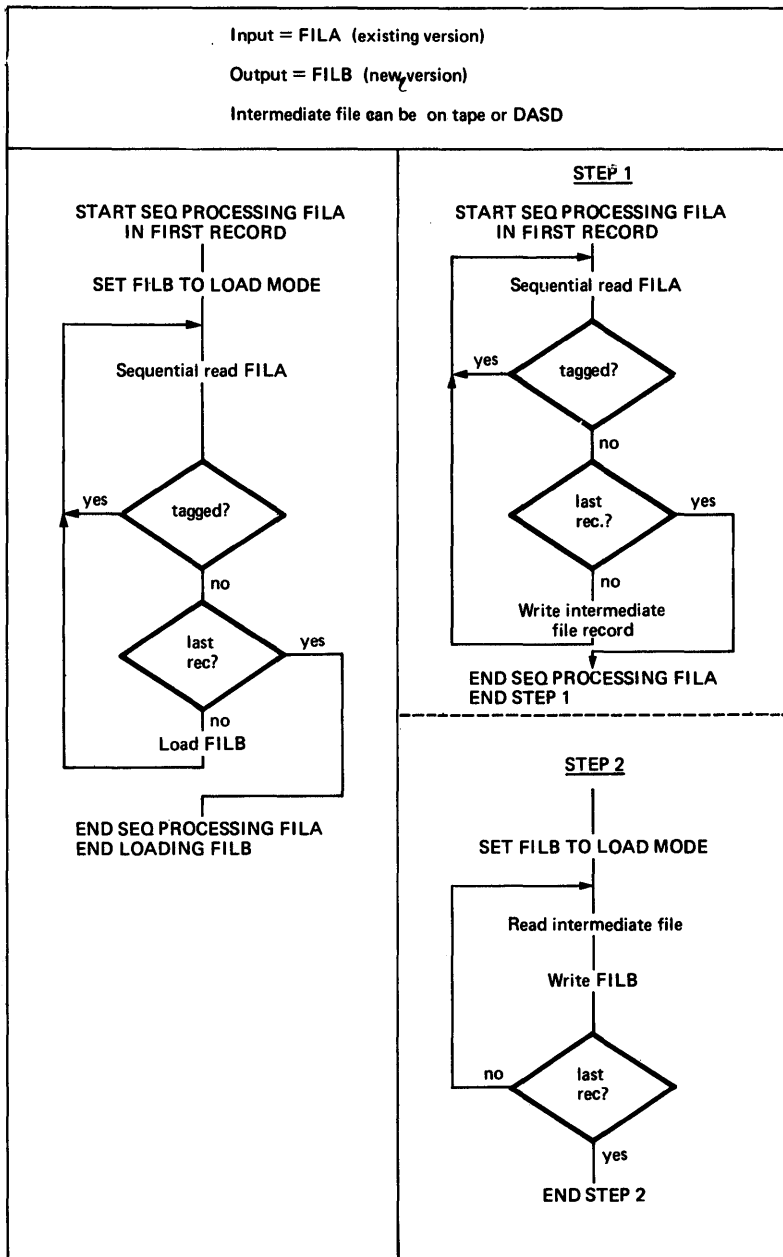 Input = FILA (existing version)
Output = FILB (new version)
Intermediate file can be on tape or DASD
START SEQ PROCESSING FILA
IN FIRST RECORD
SET FILB TO LOAD MODE
Sequential read FILA
yes
tagged?
no
last
rec?
yes
no
Load FILB
END SEQ PROCESSING FILA
END LOADING FILB
STEP 1
START SEQ PROCESSING FILA
IN FIRST RECORD
Sequential read FILA
yes
tagged?
no
last
rec.?
yes
no
Write intermediate
file record
END SEQ PROCESSING FILA
END STEP 1
STEP 2
SET FILB TO LOAD MODE
Read intermediate file
Write FILB
no
last
rec?
yes
END STEP 2